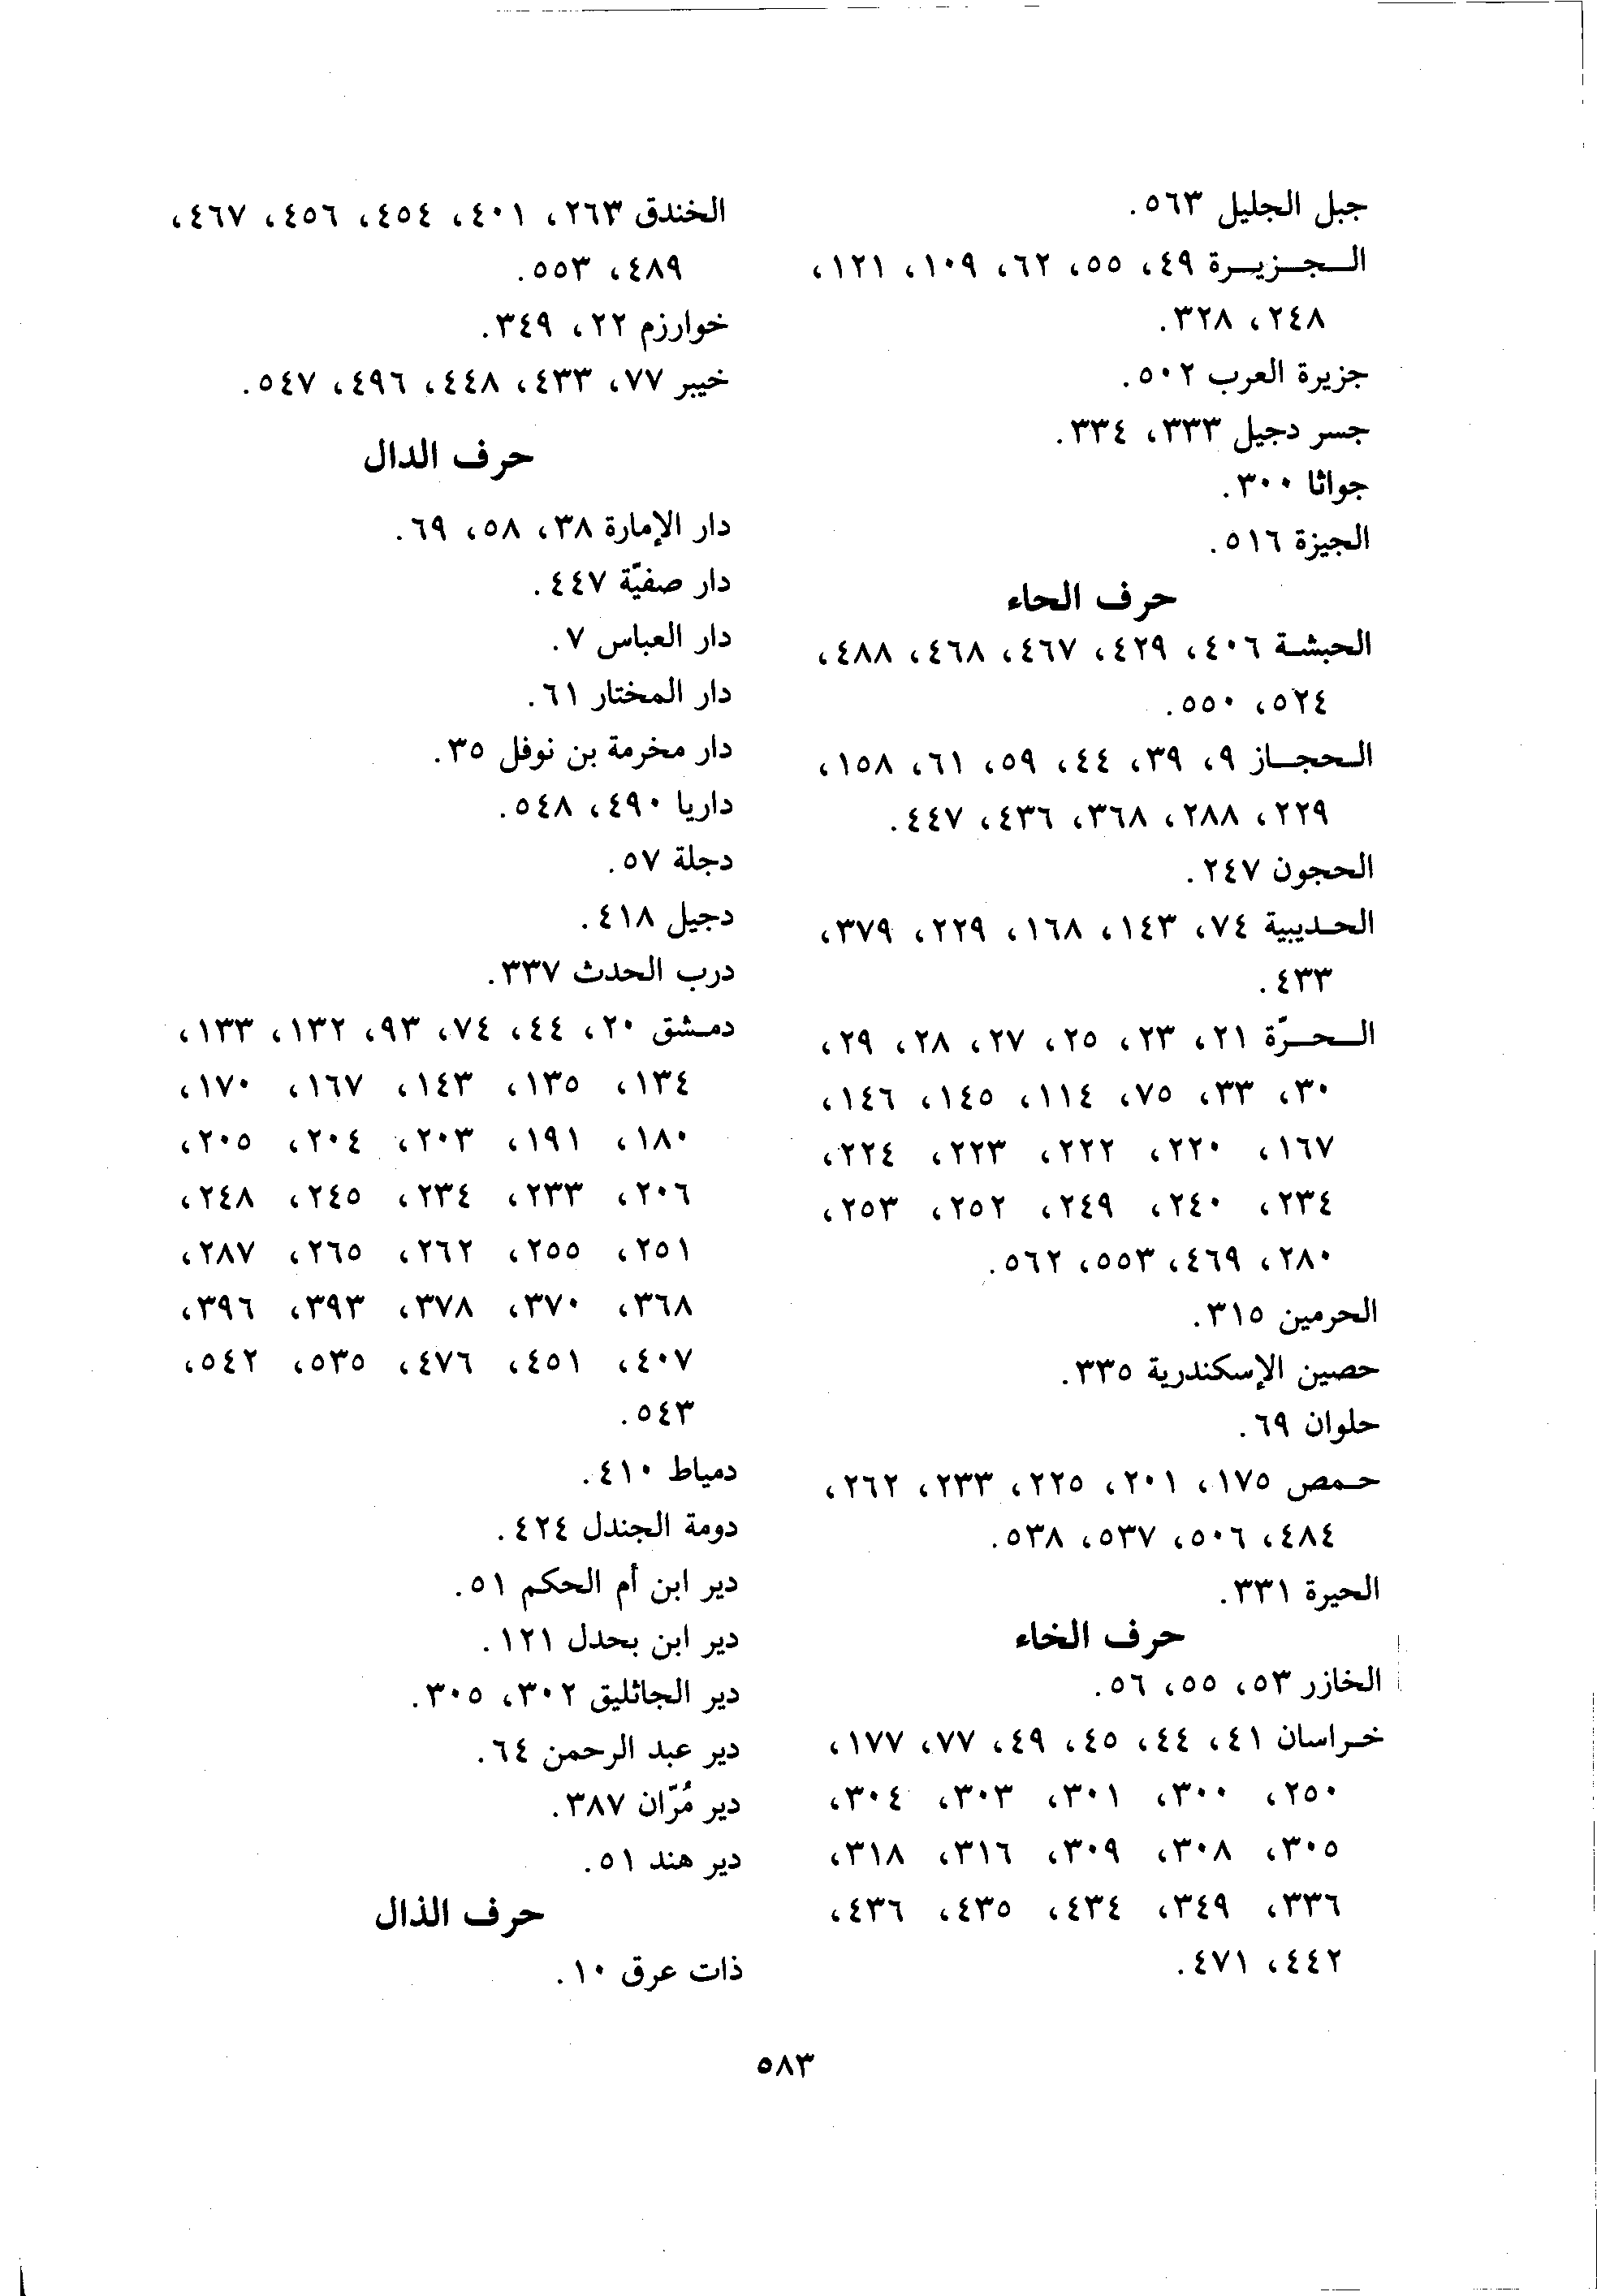 جبل الجليل ٥٦٣.
الـجـزيـرة ٤٩، ٥٥، ٦٢، ١٠٩، ١٢١،
٢٤٨، ٣٢٨.
جزيرة العرب ٥٠٢.
جسر دجيل ٣٣٣، ٣٣٤.
جواثا ٣٠٠.
الجيزة ٥١٦.
حرف الحاء
الحبشة ٤٠٦، ٤٢٩، ٤٦٧، ٤٦٨، ٤٨٨،
٥٢٤، ٥٥٠.
الحجاز ٩، ٣٩، ٤٤، ٥٩، ٦١، ١٥٨،
٢٢٩، ٢٨٨، ٣٦٨، ٤٣٦، ٤٤٧.
الحجون ٢٤٧.
الحديبية ٧٤، ١٤٣، ١٦٨، ٢٢٩، ٣٧٩،
٤٣٣.
الـحـرّة ٢١، ٢٣، ٢٥، ٢٧، ٢٨، ٢٩،
٣٠، ٣٣، ٧٥، ١١٤، ١٤٥، ١٤٦،
١٦٧، ٢٢٠، ٢٢٢، ٢٢٣، ٢٢٤،
٢٣٤، ٢٤٠، ٢٤٩، ٢٥٢، ٢٥٣،
٢٨٠، ٤٦٩، ٥٥٣، ٥٦٢.
الحرمين ٣١٥.
حصين الإسكندرية ٣٣٥.
حلوان ٦٩.
حمص ١٧٥، ٢٠١، ٢٢٥، ٢٣٣، ٢٦٢،
٤٨٤، ٥٠٦، ٥٣٧، ٥٣٨.
الحيرة ٣٣١.
حرف الخاء
الخازر ٥٣، ٥٥، ٥٦.
خراسان ٤١، ٤٤، ٤٥، ٤٩، ٧٧، ١٧٧،
٢٥٠، ٣٠٠، ٣٠١، ٣٠٣، ٣٠٤،
٣٠٥، ٣٠٨، ٣٠٩، ٣١٦، ٣١٨،
٣٣٦، ٣٤٩، ٤٣٤، ٤٣٥، ٤٣٦،
٤٤٢، ٤٧١.
الخندق ٢٦٣، ٤٠١، ٤٥٤، ٤٥٦، ٤٦٧،
٤٨٩، ٥٥٣.
خوارزم ٢٢، ٣٤٩.
خيبر ٧٧، ٤٣٣، ٤٤٨، ٤٩٦، ٥٤٧.
حرف الدال
دار الإمارة ٣٨، ٥٨، ٦٩.
دار صفيّة ٤٤٧.
دار العباس ٧.
دار المختار ٦١.
دار مخرمة بن نوفل ٣٥.
داريا ٤٩٠، ٥٤٨.
دجلة ٥٧.
دجيل ٤١٨.
درب الحدث ٣٣٧.
دمشق ٢٠، ٤٤، ٧٤، ٩٣، ١٣٢، ١٣٣،
١٣٤، ١٣٥، ١٤٣، ١٦٧، ١٧٠،
١٨٠، ١٩١، ٢٠٣، ٢٠٤، ٢٠٥،
٢٠٦، ٢٣٣، ٢٣٤، ٢٤٥، ٢٤٨،
٢٥١، ٢٥٥، ٢٦٢، ٢٦٥، ٢٨٧،
٣٦٨، ٣٧٠، ٣٧٨، ٣٩٣، ٣٩٦،
٤٠٧، ٤٥١، ٤٧٦، ٥٣٥، ٥٤٢،
٥٤٣.
دمياط ٤١٠.
دومة الجندل ٤٢٤.
دير ابن أم الحكم ٥١.
دير ابن بحدل ١٢١.
دير الجاثليق ٣٠٢، ٣٠٥.
دير عبد الرحمن ٦٤.
دير مُرّان ٣٨٧.
دير هند ٥١.
حرف الذال
ذات عرق ١٠.
٥٨٣